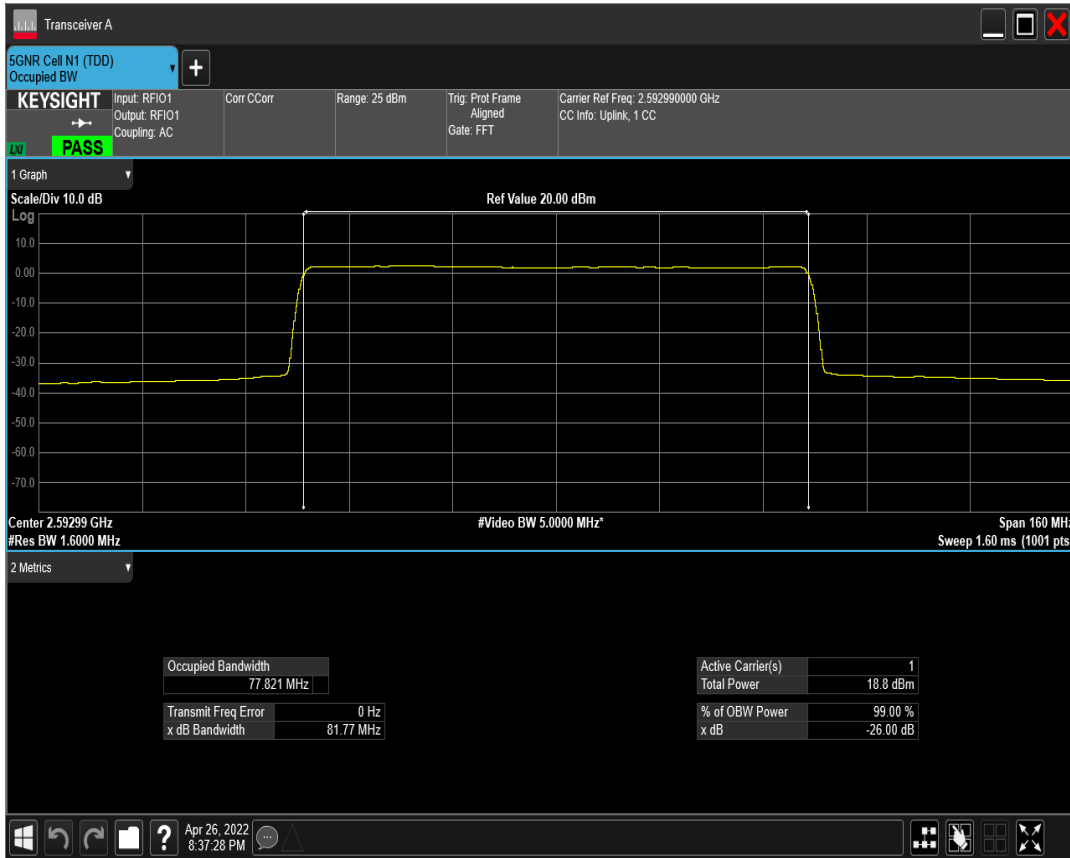 Transceiver A
5GNR Cell N1 (TDD)
Occupied BW
+
KEYSIGHT
LXI
PASS
Input: RFIO1
Output: RFIO1
Coupling: AC
Corr CCorr
Range: 25 dBm
Trig: Prot Frame
Aligned
Gate: FFT
Carrier Ref Freq: 2.592990000 GHz
CC Info: Uplink, 1 CC
1 Graph
Scale/Div 10.0 dB
Ref Value 20.00 dBm
Log
10.0
0.00
-10.0
-20.0
-30.0
-40.0
-50.0
-60.0
-70.0
Center 2.59299 GHz
#Video BW 5.0000 MHz*
Span 160 MHz
#Res BW 1.6000 MHz
Sweep 1.60 ms (1001 pts
2 Metrics
Occupied Bandwidth
77.821 MHz
Transmit Freq Error 0 Hz
x dB Bandwidth 81.77 MHz
Active Carrier(s) 1
Total Power 18.8 dBm
% of OBW Power 99.00 %
x dB -26.00 dB
?
Apr 26, 2022
8:37:28 PM